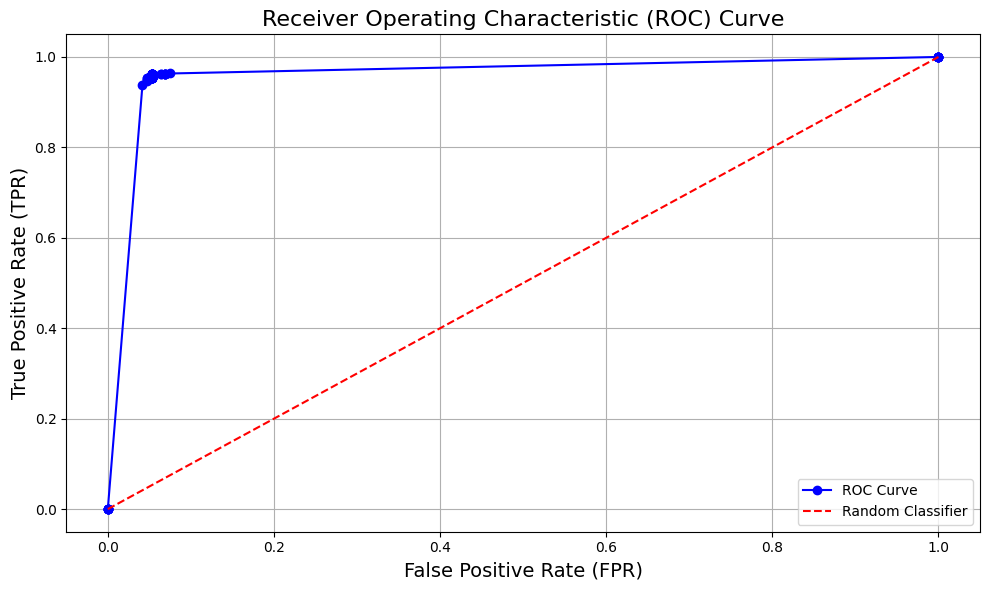 Receiver Operating Characteristic (ROC) Curve
True Positive Rate (TPR)
1.0
0.8
0.6
0.4
0.2
0.0
ROC Curve
Random Classifier
0.0 0.2 0.4 0.6 0.8 1.0
False Positive Rate (FPR)